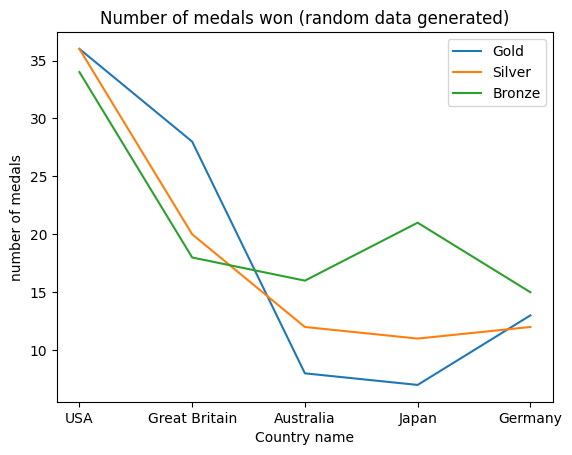 Number of medals won (random data generated)
Gold
Silver
Bronze
number of medals
35
30
25
20
15
10
USA Great Britain Australia Japan Germany
Country name